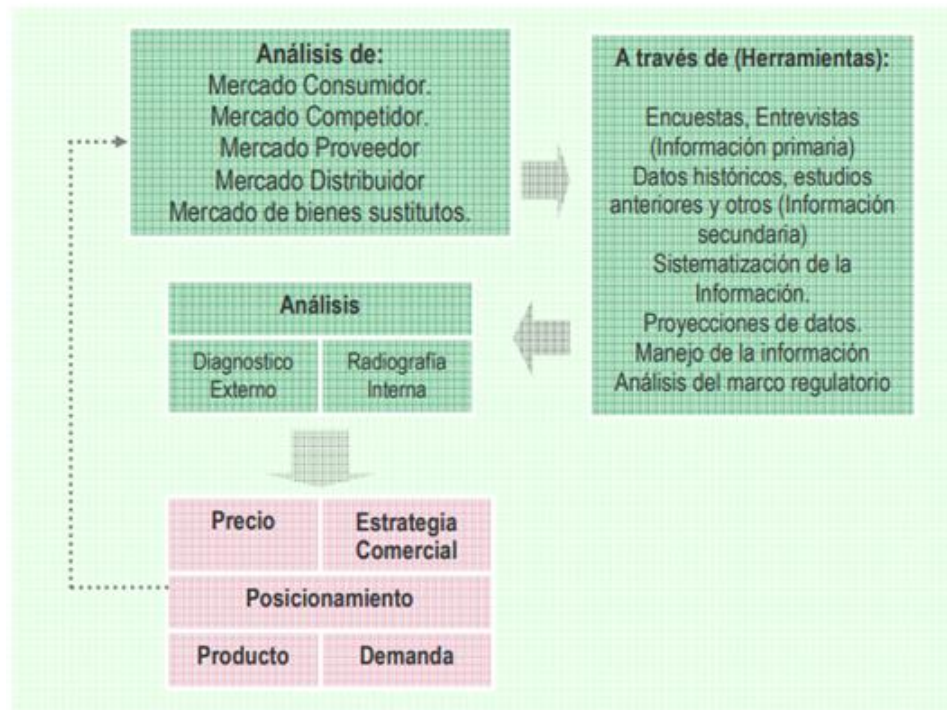 Análisis de:
Mercado Consumidor.
Mercado Competidor.
Mercado Proveedor
Mercado Distribuidor
Mercado de bienes sustitutos.
A través de (Herramientas):
Encuestas, Entrevistas
(Información primaria)
Datos históricos, estudios
anteriores y otros (Información
secundaria)
Sistematización de la
Información.
Proyecciones de datos.
Manejo de la información
Análisis del marco regulatorio
Análisis
Diagnostico
Externo
Radiografía
Interna
Precio
Estrategia
Comercial
Posicionamiento
Producto
Demanda